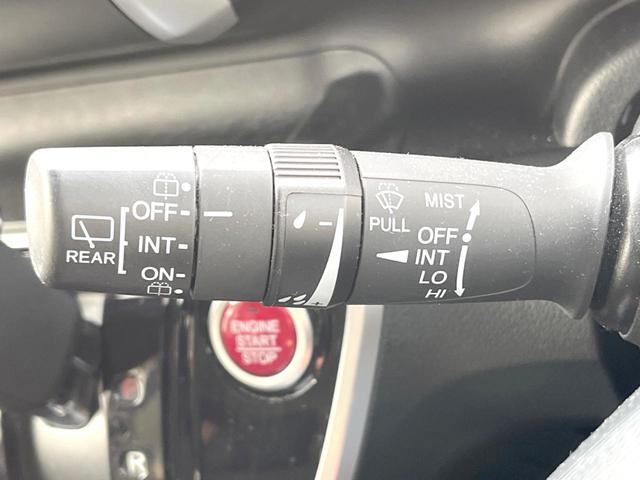 OFF
INT
REAR
ON
MIST
PULL
OFF
INT
LO
HI
ENGINE
START
STOP
R